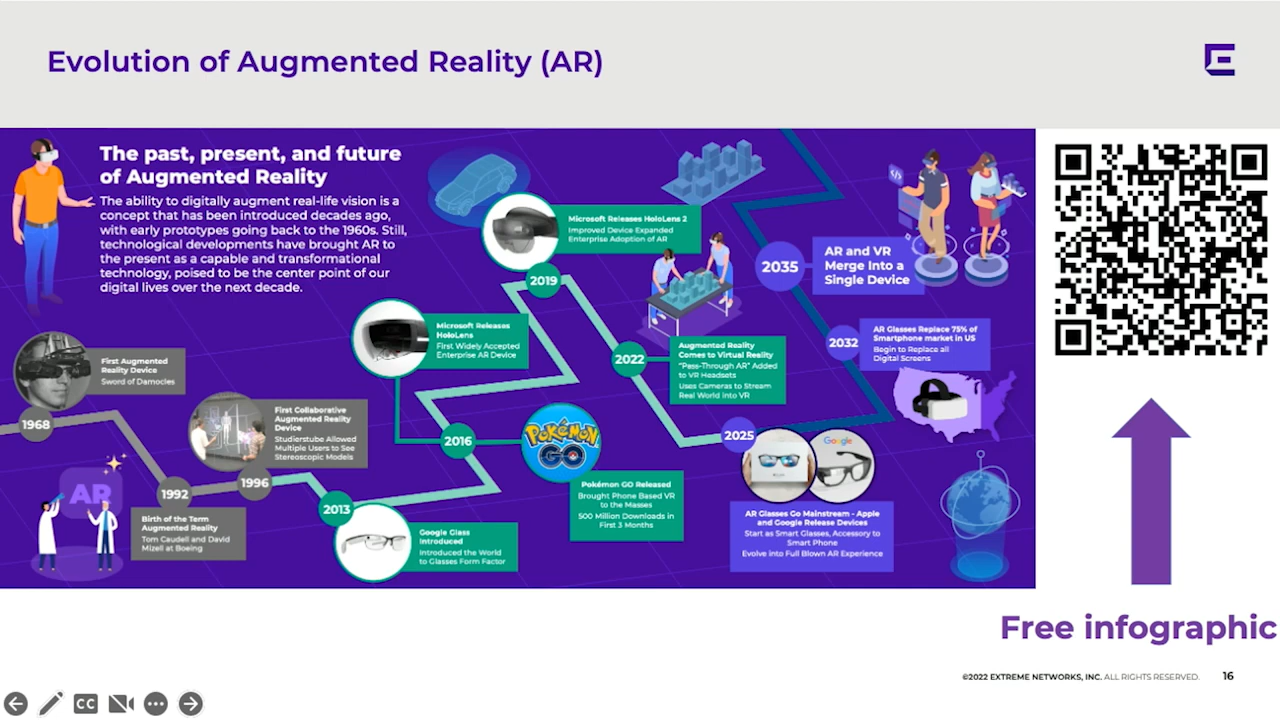 Evolution of Augmented Reality (AR)
The past, present, and future
of Augmented Reality
The ability to digitally augment real-life vision is a
concept that has been introduced decades ago,
with early prototypes going back to the 1960s. Still,
technological developments have brought AR to
the present as a capable and transformational
technology, poised to be the center point of our
digital lives over the next decade.
1968
First Augmented
Reality Device
Sword of Damocles
AR
1992
Birth of the Term
Augmented Reality
Tom Caudell and David
Mizell at Boeing
1996
First Collaborative
Augmented Reality
Device
Studierstube Allowed
Multiple Users to See
Stereoscopic Models
2013
Google Glass
Introduced
Introduced the World
to Glasses Form Factor
2016
Microsoft Releases
HoloLens
First Widely Accepted
Enterprise AR Device
POKÉMON
GO
Pokémon GO Released
Brought Phone Based VR
to the Masses
500 Million Downloads in
First 3 Months
2019
Microsoft Releases HoloLens 2
Improved Device Expanded
Enterprise Adoption of AR
2022
Augmented Reality
Comes to Virtual Reality
"Pass-Through AR" Added
to VR Headsets
Uses Cameras to Stream
Real World into VR
2025
Google
AR Glasses Go Mainstream - Apple
and Google Release Devices
Start as Smart Glasses, Accessory to
Smart Phone
Evolve into Full Blown AR Experience
2032
AR Glasses Replace 75% of
Smartphone market in US
Begin to Replace all
Digital Screens
2035
AR and VR
Merge Into a
Single Device
</>
Free infographic
©2022 EXTREME NETWORKS, INC. ALL RIGHTS RESERVED. 16
CC